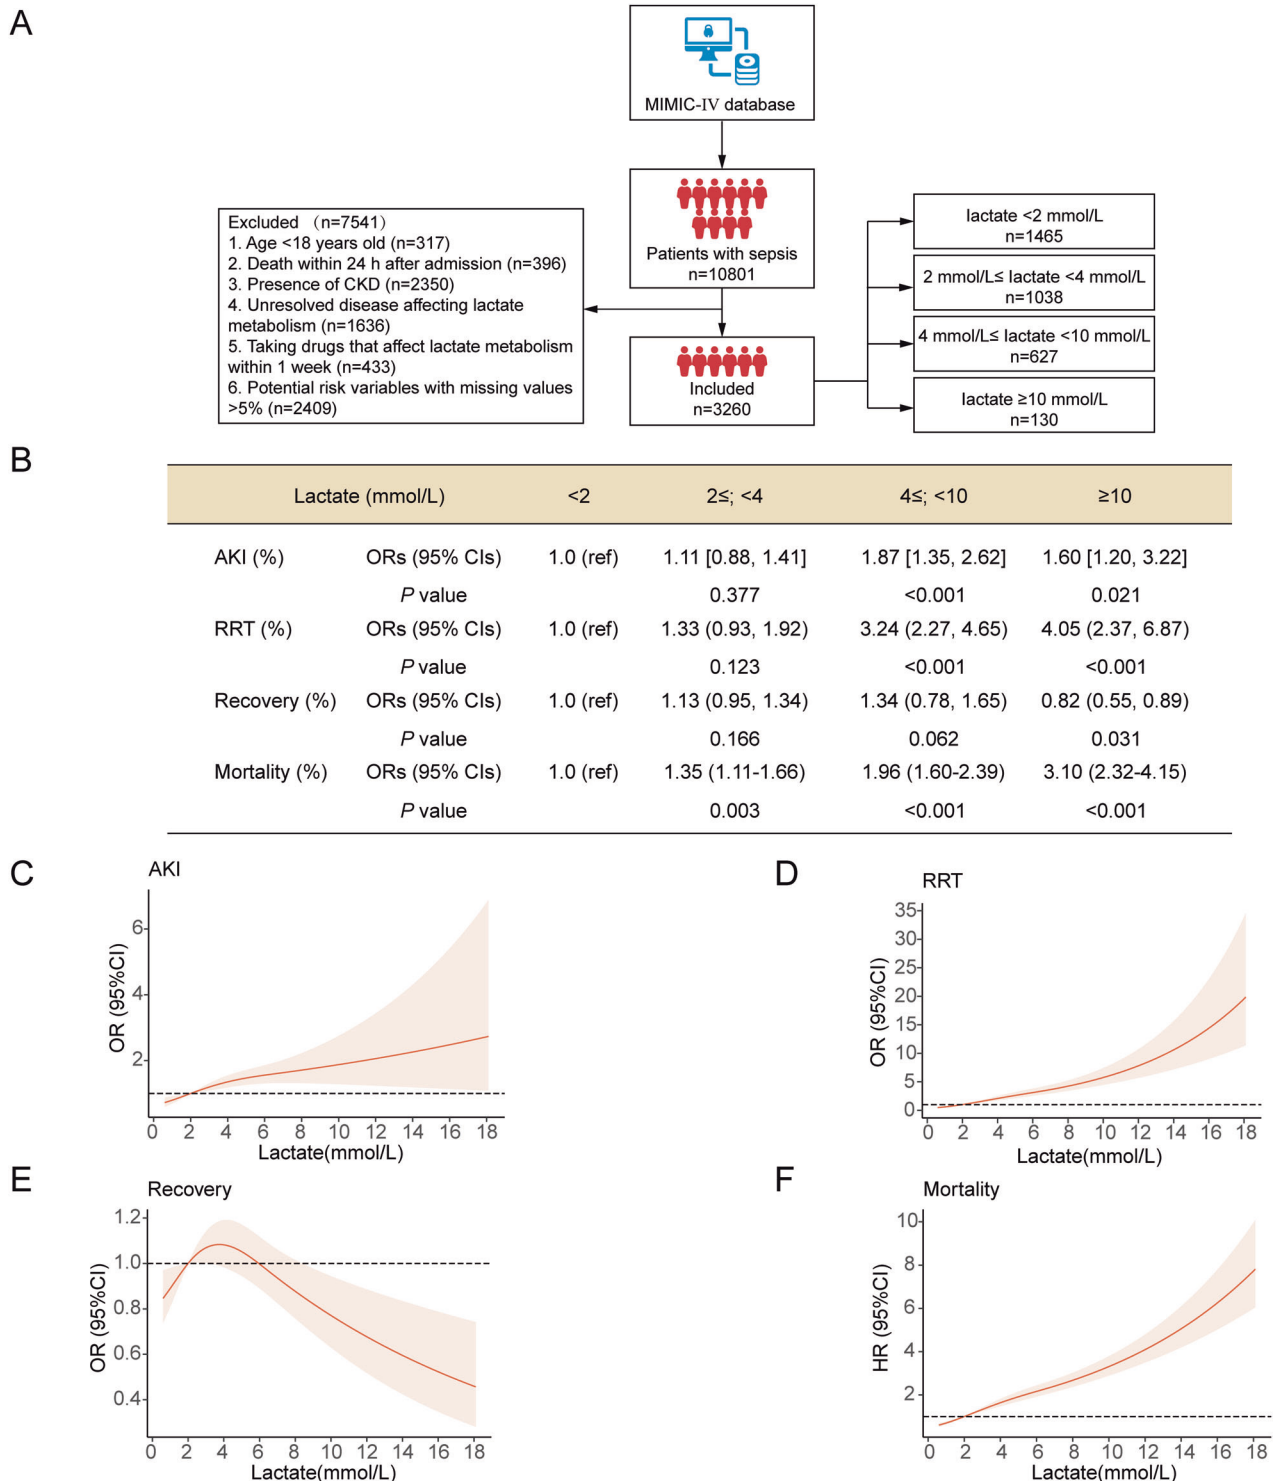 A
MIMIC-IV database
Patients with sepsis
n=10801
Excluded （n=7541）
1. Age <18 years old (n=317)
2. Death within 24 h after admission (n=396)
3. Presence of CKD (n=2350)
4. Unresolved disease affecting lactate
metabolism (n=1636)
5. Taking drugs that affect lactate metabolism
within 1 week (n=433)
6. Potential risk variables with missing values
>5% (n=2409)
Included
n=3260
lactate <2 mmol/L
n=1465
2 mmol/L≤ lactate <4 mmol/L
n=1038
4 mmol/L≤ lactate <10 mmol/L
n=627
lactate ≥10 mmol/L
n=130
B
Lactate (mmol/L) <2 2≤; <4 4≤; <10 ≥10
AKI (%) ORs (95% CIs) 1.0 (ref) 1.11 [0.88, 1.41] 1.87 [1.35, 2.62] 1.60 [1.20, 3.22]
P value 0.377 <0.001 0.021
RRT (%) ORs (95% CIs) 1.0 (ref) 1.33 (0.93, 1.92) 3.24 (2.27, 4.65) 4.05 (2.37, 6.87)
P value 0.123 <0.001 <0.001
Recovery (%) ORs (95% CIs) 1.0 (ref) 1.13 (0.95, 1.34) 1.34 (0.78, 1.65) 0.82 (0.55, 0.89)
P value 0.166 0.062 0.031
Mortality (%) ORs (95% CIs) 1.0 (ref) 1.35 (1.11-1.66) 1.96 (1.60-2.39) 3.10 (2.32-4.15)
P value 0.003 <0.001 <0.001
C
AKI
OR (95%CI)
6
4
2
0 2 4 6 8 10 12 14 16 18
Lactate(mmol/L)
D
RRT
OR (95%CI)
35
30
25
20
15
10
5
0
0 2 4 6 8 10 12 14 16 18
Lactate(mmol/L)
E
Recovery
OR (95%CI)
1.2
1.0
0.8
0.6
0.4
0 2 4 6 8 10 12 14 16 18
Lactate(mmol/L)
F
Mortality
HR (95%CI)
10
8
6
4
2
0 2 4 6 8 10 12 14 16 18
Lactate(mmol/L)